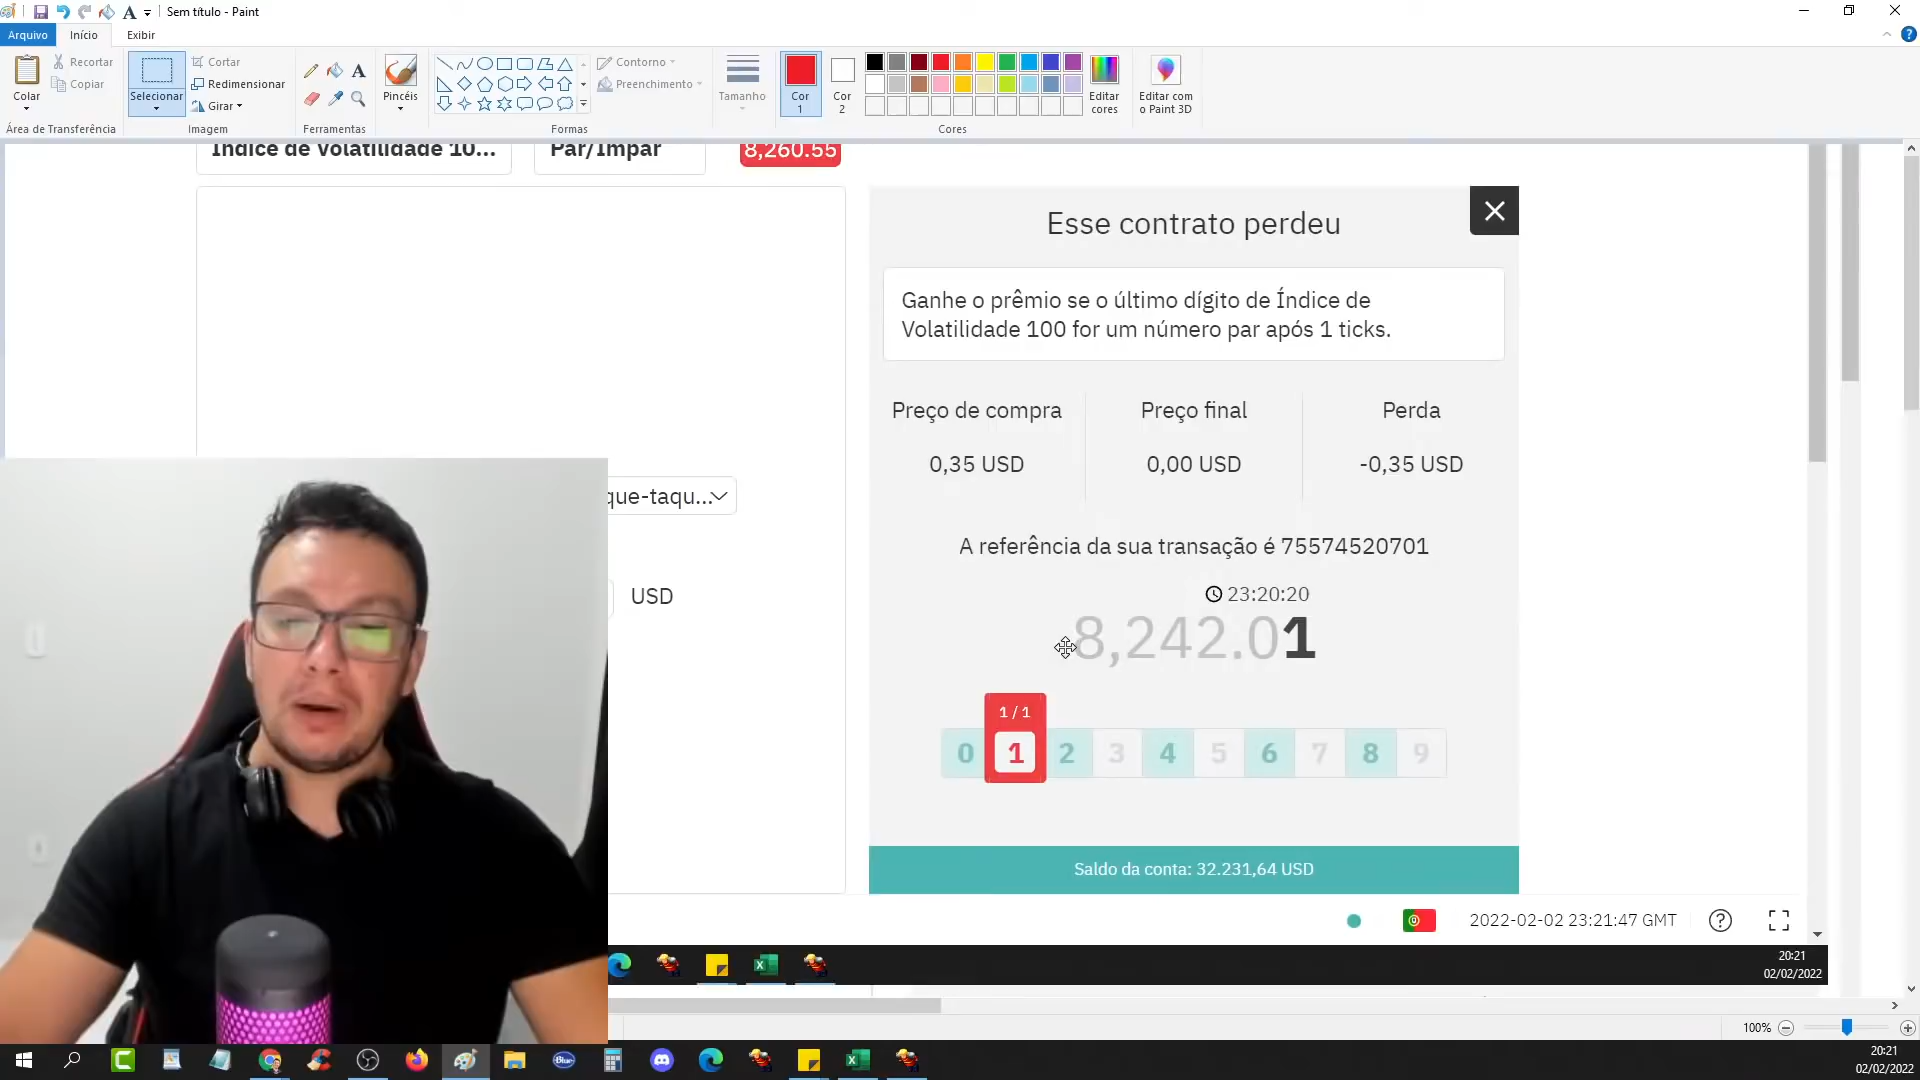 Sem título - Paint
Arquivo
Início
Exibir
Colar
Recortar
Copiar
Área de Transferência
Selecionar
Cortar
Redimensionar
Girar
Imagem
A
Ferramentas
Pincéis
Contorno
Preenchimento
Formas
Tamanho
Cor
1
Cor
2
Editar
cores
Editar com
o Paint 3D
Cores
Índice de Volatilidade 10...
Par/Ímpar
8,260.55
Esse contrato perdeu
Ganhe o prêmio se o último dígito de Índice de
Volatilidade 100 for um número par após 1 ticks.
Preço de compra
Preço final
Perda
0,35 USD
0,00 USD
-0,35 USD
que-taqu...
USD
A referência da sua transação é 75574520701
23:20:20
8,242.01
1 / 1
0 1 2 3 4 5 6 7 8 9
Saldo da conta: 32.231,64 USD
2022-02-02 23:21:47 GMT
20:21
02/02/2022
100%
Blue
20:21
02/02/2022